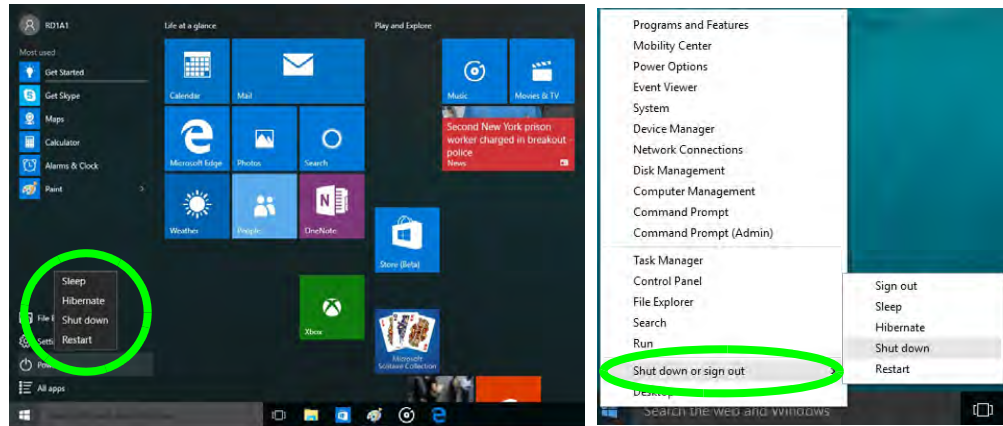 RD1A1
Life at a glance
Play and Explore
Most used
Get Started
Get Skype
Maps
Calculator
Alarms & Clock
Paint
Calendar
Mail
Microsoft Edge
Photos
Search
Weather
People
OneNote
Music
Movies & TV
Second New York prison
worker charged in breakout -
police
News
Store (Beta)
Xbox
Microsoft
Solitaire Collection
Sleep
Hibernate
Shut down
Restart
File
All apps
Programs and Features
Mobility Center
Power Options
Event Viewer
System
Device Manager
Network Connections
Disk Management
Computer Management
Command Prompt
Command Prompt (Admin)
Task Manager
Control Panel
File Explorer
Search
Run
Shut down or sign out
Desktop
Sign out
Sleep
Hibernate
Shut down
Restart
Search the web and Windows